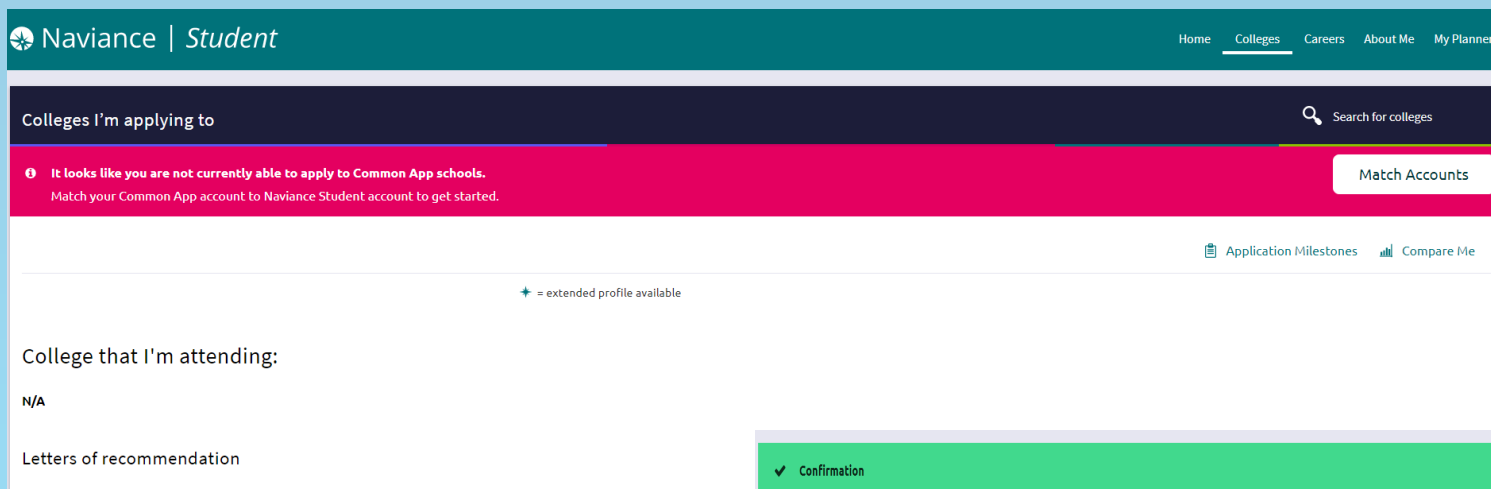 Naviance | Student
Home Colleges Careers About Me My Planner
Colleges I'm applying to
Search for colleges
It looks like you are not currently able to apply to Common App schools.
Match your Common App account to Naviance Student account to get started.
Match Accounts
Application Milestones Compare Me
= extended profile available
College that I'm attending:
N/A
Letters of recommendation
Confirmation